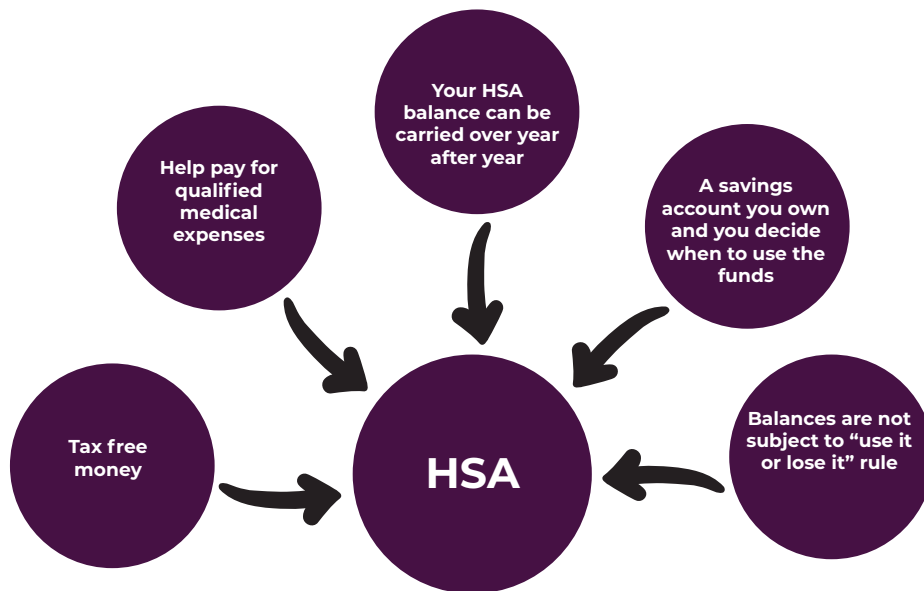 Tax free
money
Help pay for
qualified
medical
expenses
Your HSA
balance can be
carried over year
after year
A savings
account you own
and you decide
when to use the
funds
Balances are not
subject to “use it
or lose it” rule
HSA